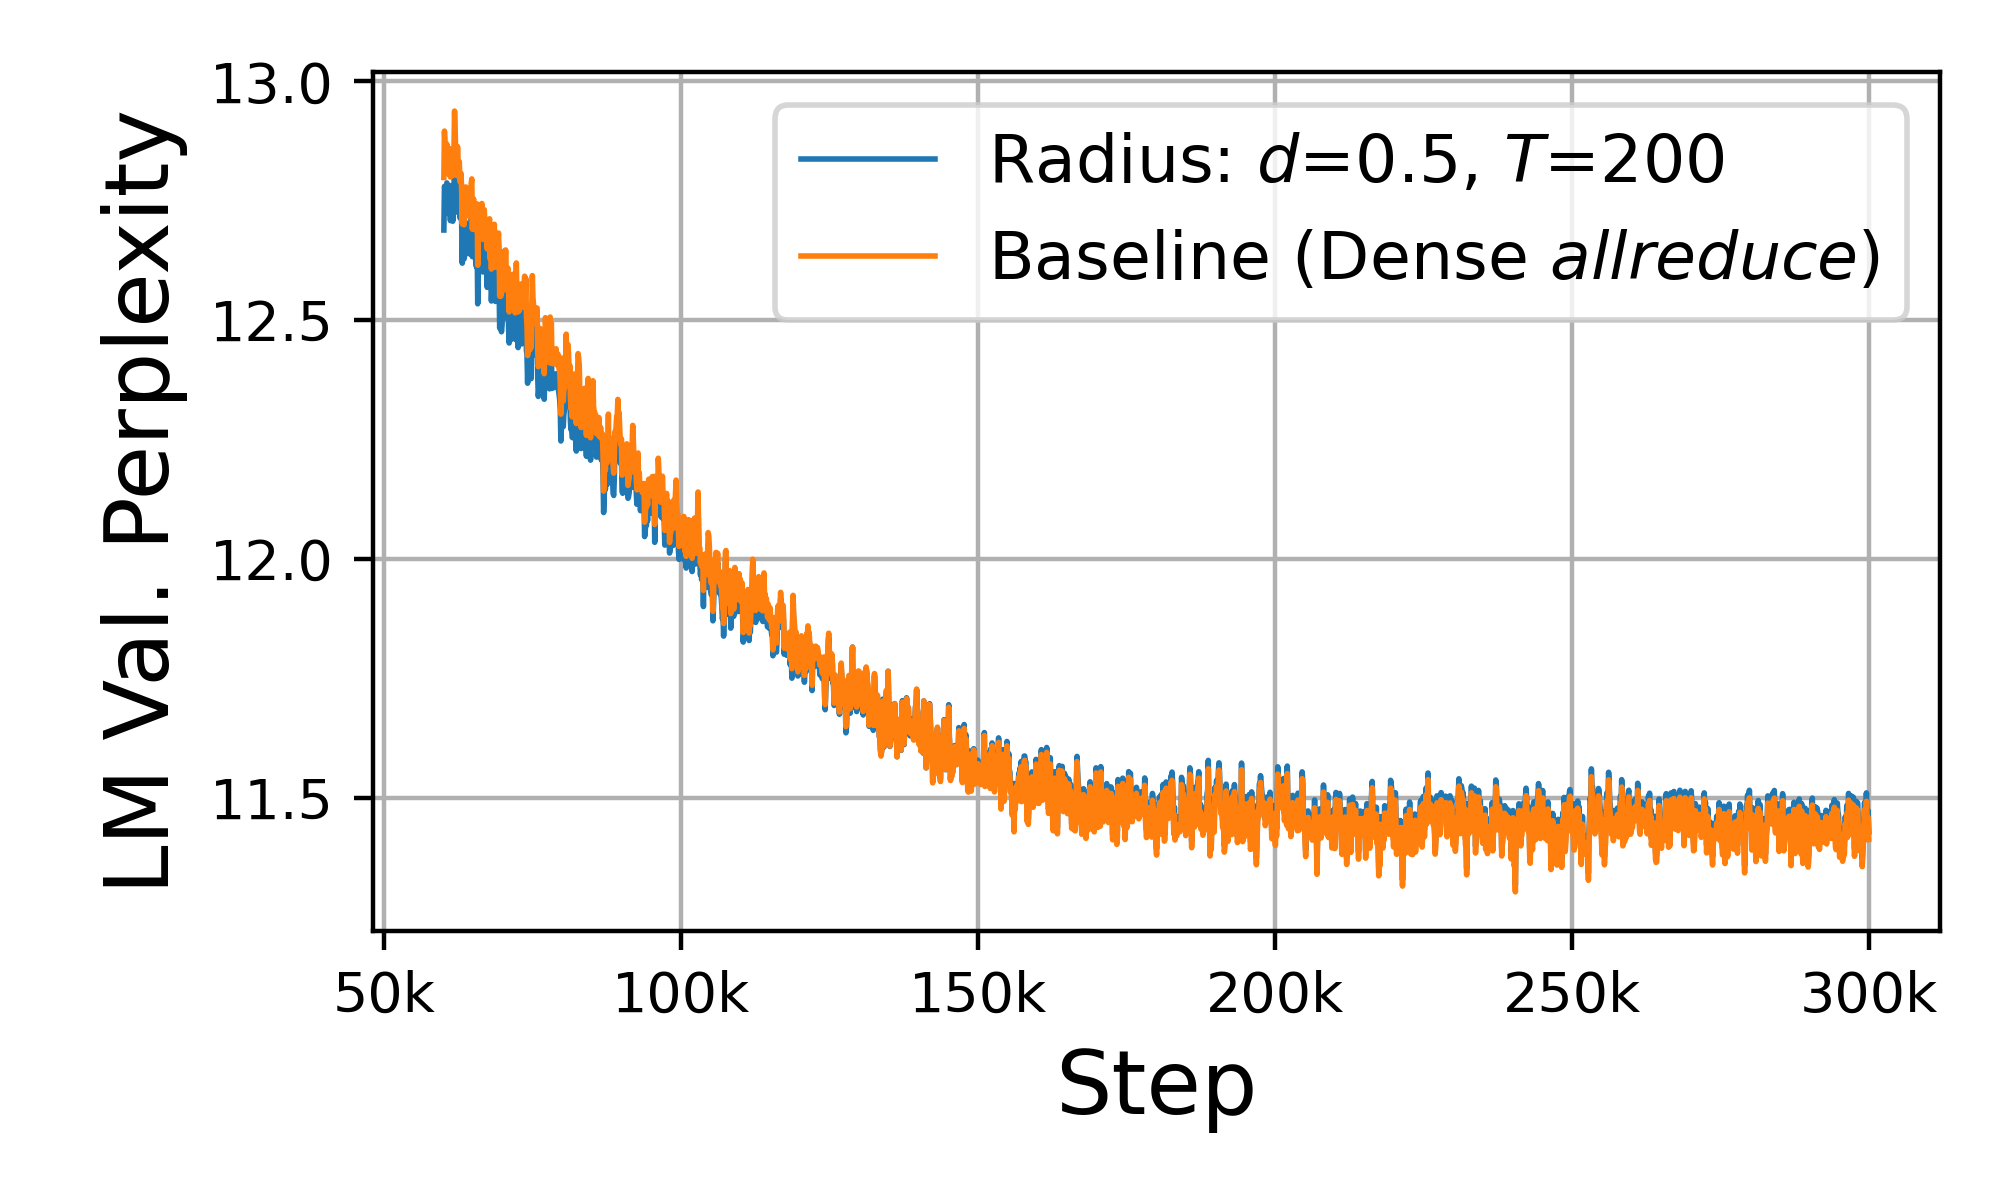 LM Val. Perplexity
13.0
12.5
12.0
11.5
Radius: d=0.5, T=200
Baseline (Dense allreduce)
50k 100k 150k 200k 250k 300k
Step